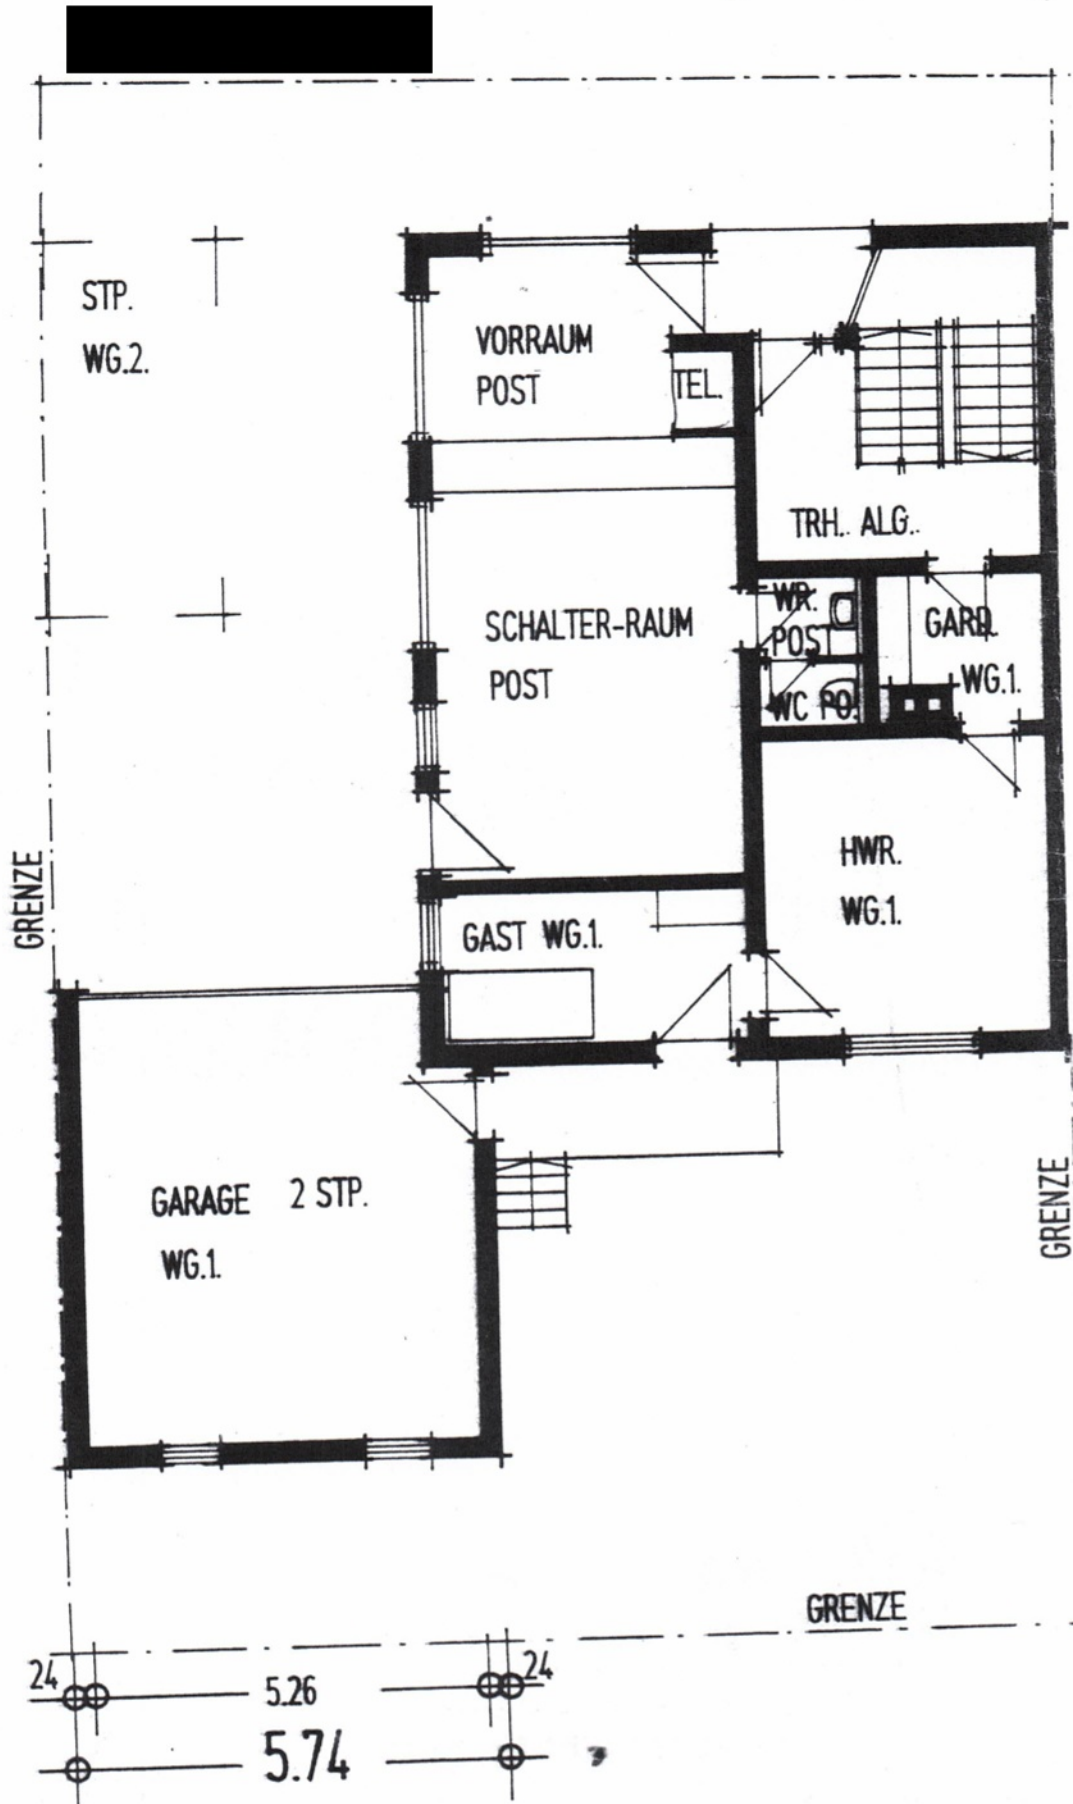 STP.
WG.2.
VORRAUM
POST
TEL.
TRH. ALG.
SCHALTER-RAUM
POST
WR.
POST
WC PO.
GARD.
WG.1.
HWR.
WG.1.
GRENZE
GAST WG.1.
GARAGE 2 STP.
WG.1.
GRENZE
GRENZE
24
5.26
24
5.74